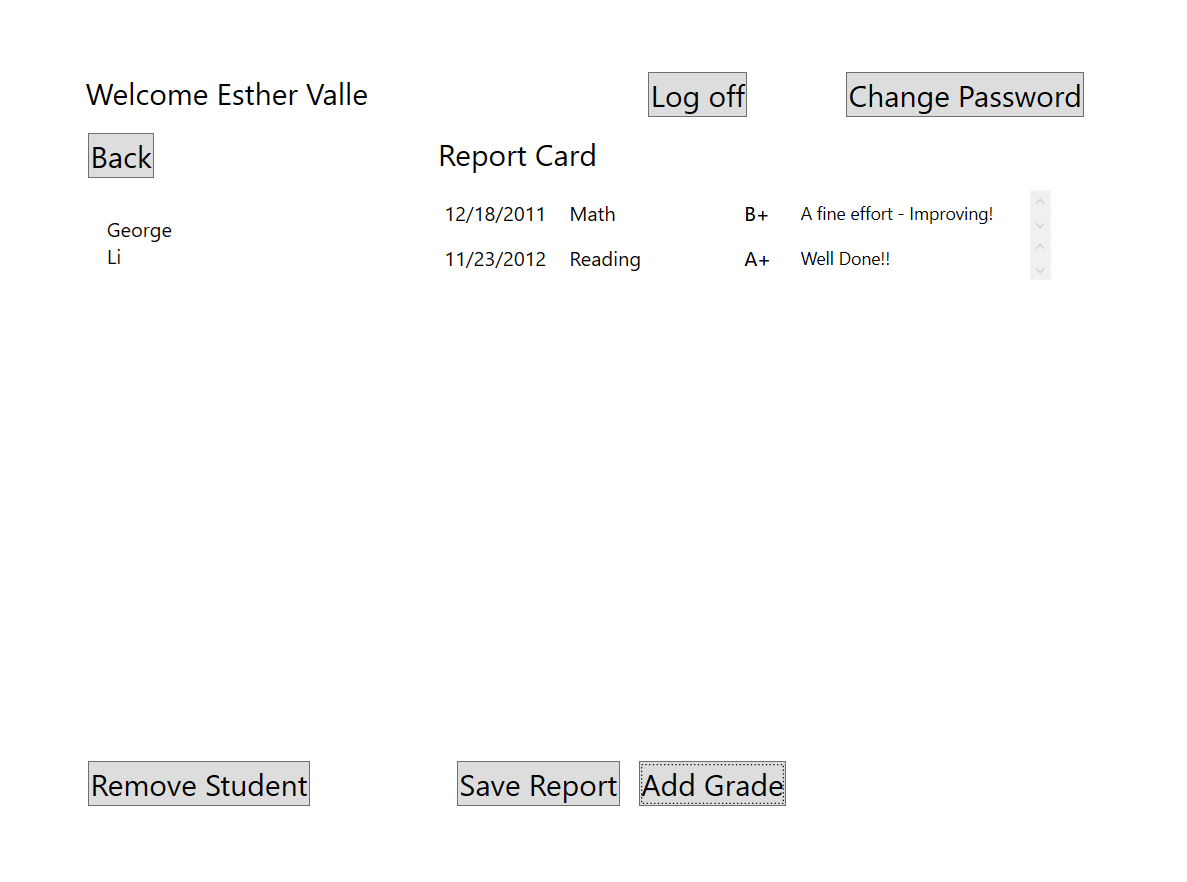 Welcome Esther Valle
Log off
Change Password
Back
Report Card
George
Li
12/18/2011 Math B+ A fine effort - Improving!
11/23/2012 Reading A+ Well Done!!
Remove Student
Save Report
Add Grade